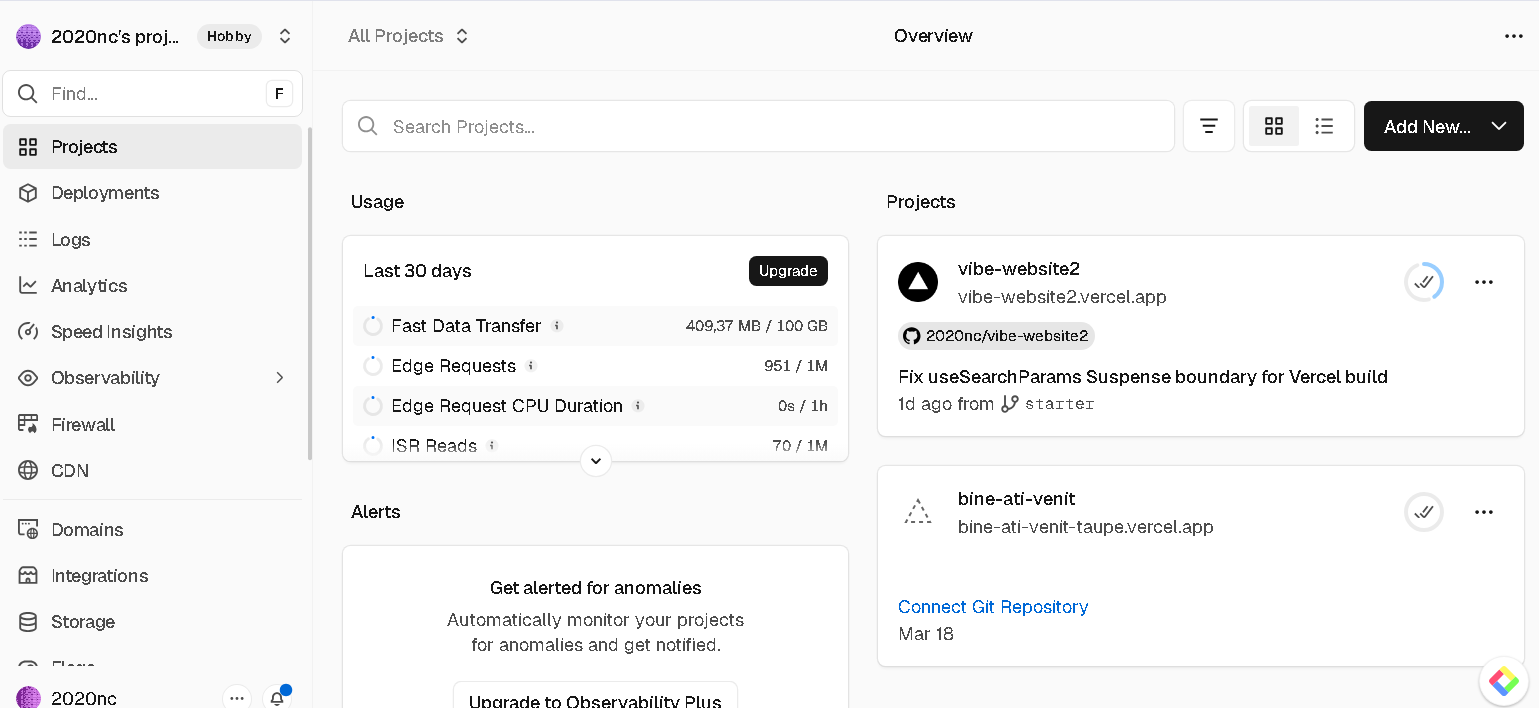 2020nc's proj...
Hobby
Find...
F
Projects
Deployments
Logs
Analytics
Speed Insights
Observability
Firewall
CDN
Domains
Integrations
Storage
Flags
2020nc
All Projects
Overview
Search Projects...
Add New...
Usage
Last 30 days
Upgrade
Fast Data Transfer
409,37 MB / 100 GB
Edge Requests
951 / 1M
Edge Request CPU Duration
0s / 1h
ISR Reads
70 / 1M
Alerts
Get alerted for anomalies
Automatically monitor your projects
for anomalies and get notified.
Upgrade to Observability Plus
Projects
vibe-website2
vibe-website2.vercel.app
2020nc/vibe-website2
Fix useSearchParams Suspense boundary for Vercel build
1d ago from starter
bine-ati-venit
bine-ati-venit-taupe.vercel.app
Connect Git Repository
Mar 18